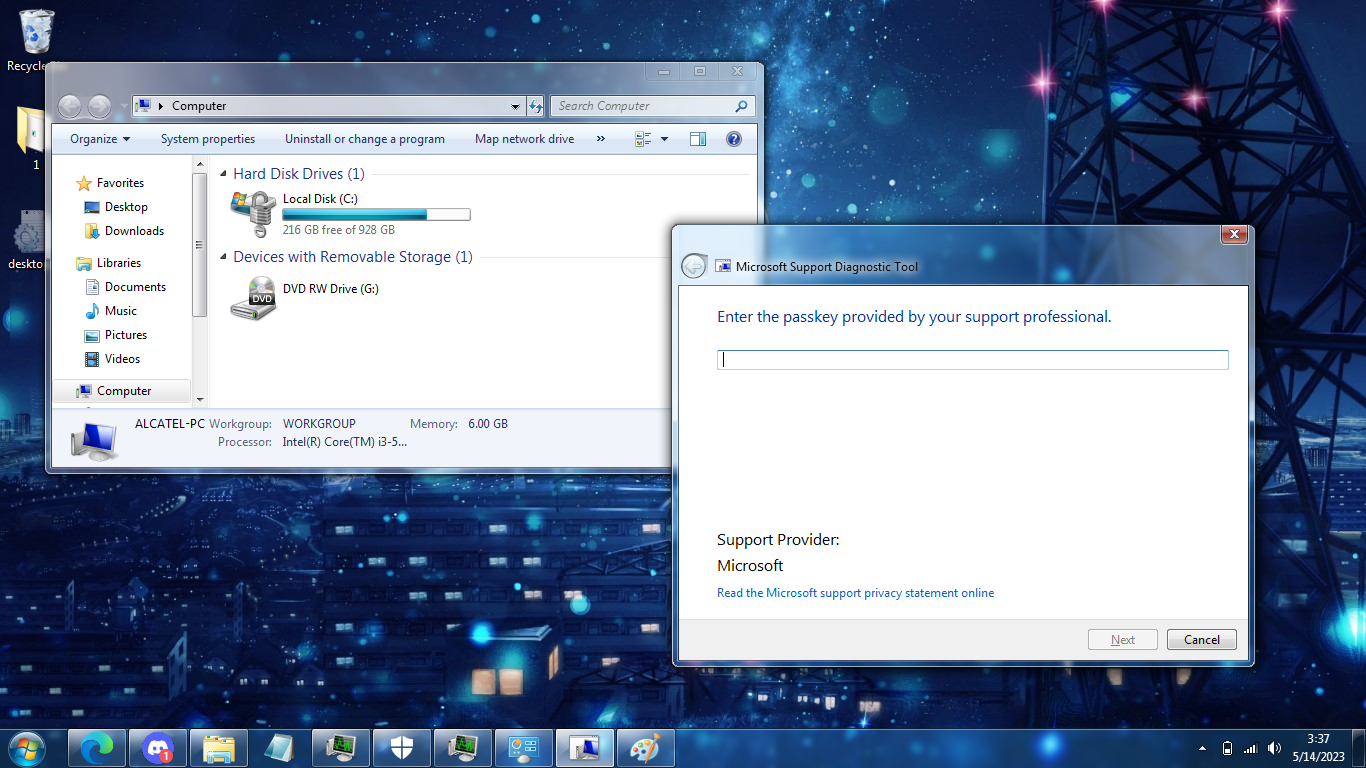 Recycle
1
deskto
Computer
Search Computer
Organize
System properties
Uninstall or change a program
Map network drive
»
Favorites
Desktop
Downloads
Libraries
Documents
Music
Pictures
Videos
Computer
Hard Disk Drives (1)
Local Disk (C:)
216 GB free of 928 GB
Devices with Removable Storage (1)
DVD
DVD RW Drive (G:)
ALCATEL-PC Workgroup: WORKGROUP Memory: 6.00 GB
Processor: Intel(R) Core(TM) i3-5...
Microsoft Support Diagnostic Tool
Enter the passkey provided by your support professional.
Support Provider:
Microsoft
Read the Microsoft support privacy statement online
Next
Cancel
1
3:37
5/14/2023